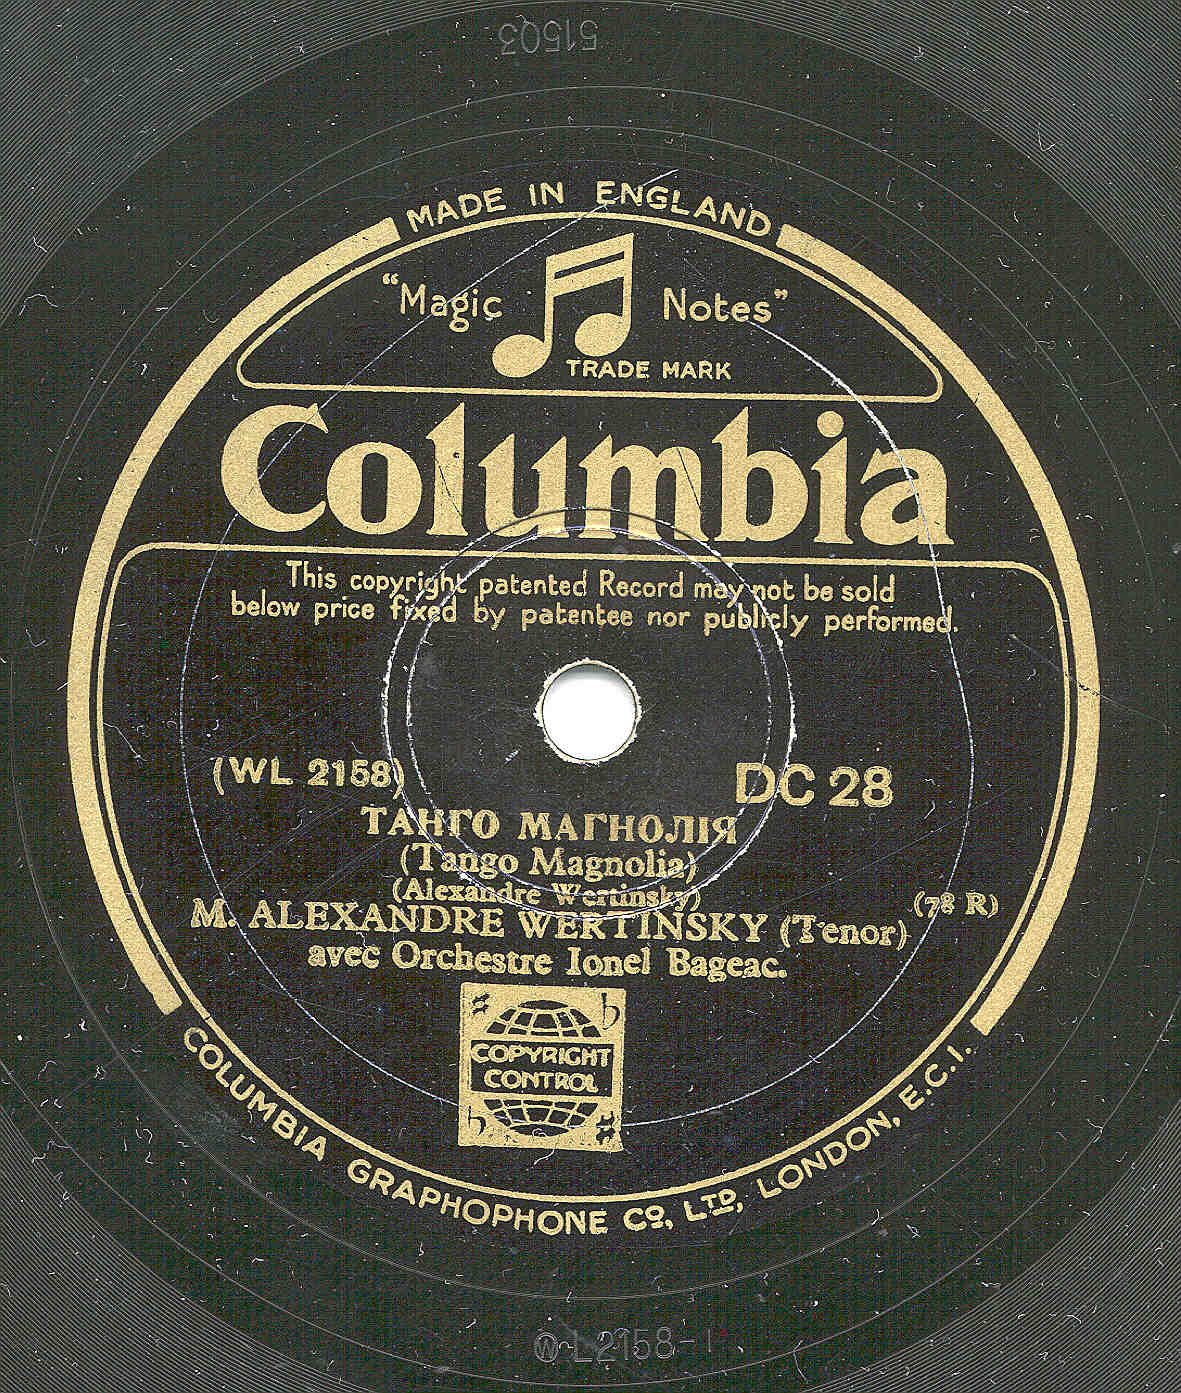 51503
MADE IN ENGLAND
“Magic Notes”
TRADE MARK
Columbia
This copyright patented Record may not be sold
below price fixed by patentee nor publicly performed.
(WL 2158) DC 28
ТАНГО МАГНОЛІЯ
(Tango Magnolia)
(Alexandre Wertinsky)
(78 R)
M. ALEXANDRE WERTINSKY (Tenor)
avec Orchestre Ionel Bageac.
COPYRIGHT
CONTROL
COLUMBIA GRAPHOPHONE Co, LTD, LONDON, E.C.1.
WL2158-1